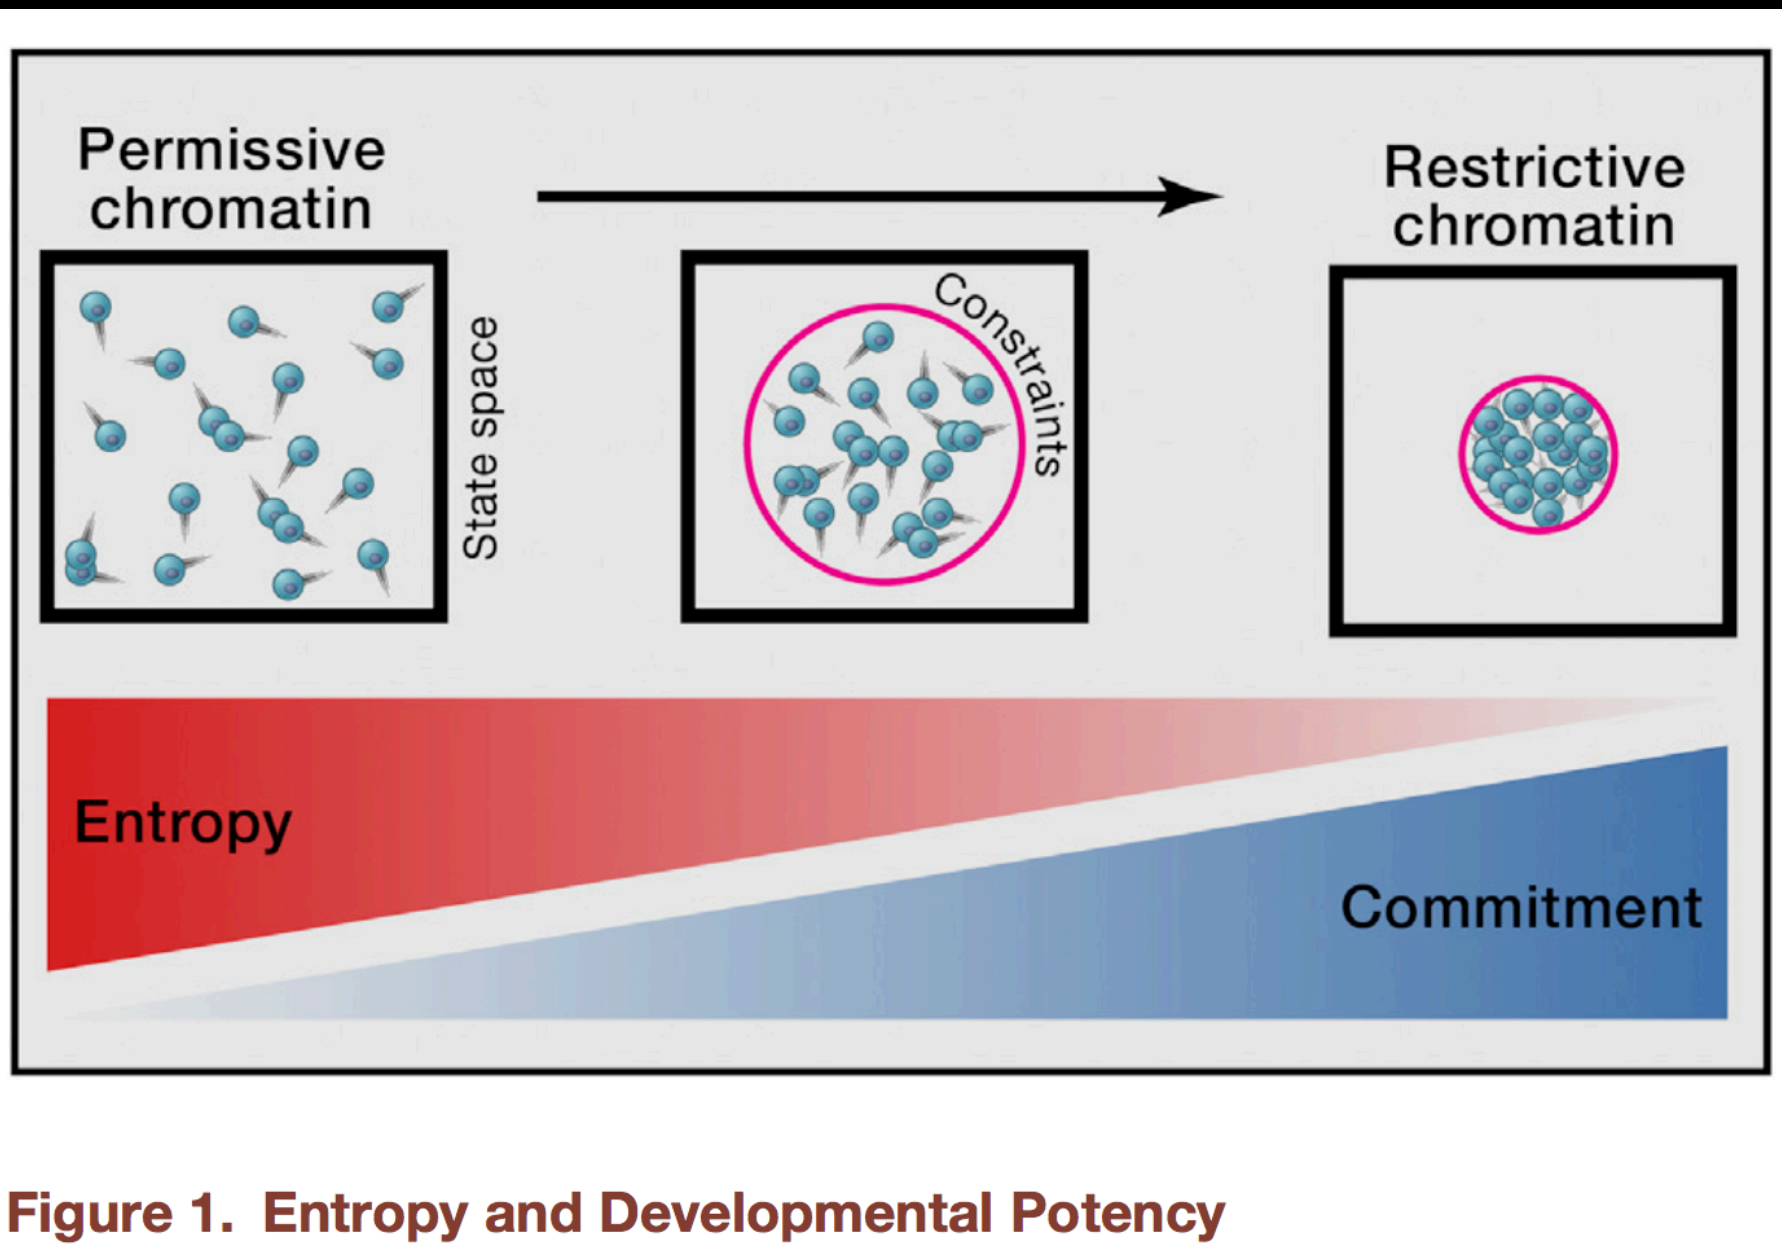 Permissive
chromatin
Restrictive
chromatin
State space
Constraints
Entropy
Commitment
Figure 1. Entropy and Developmental Potency